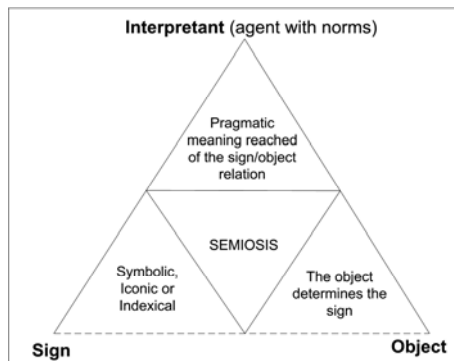 Interpretant (agent with norms)
Pragmatic
meaning reached
of the sign/object
relation
SEMIOSIS
Symbolic,
Iconic or
Indexical
The object
determines the
sign
Sign
Object